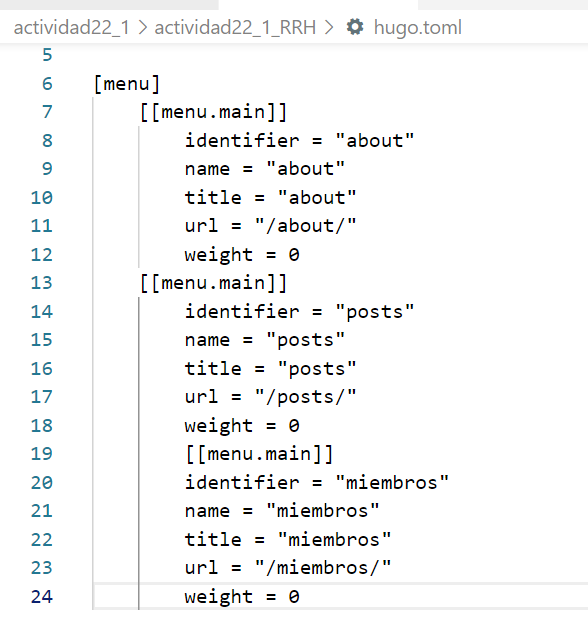 actividad22_1 > actividad22_1_RRH > hugo.toml
5
6 [menu]
7 [[menu.main]]
8 identifier = "about"
9 name = "about"
10 title = "about"
11 url = "/about/"
12 weight = 0
13 [[menu.main]]
14 identifier = "posts"
15 name = "posts"
16 title = "posts"
17 url = "/posts/"
18 weight = 0
19 [[menu.main]]
20 identifier = "miembros"
21 name = "miembros"
22 title = "miembros"
23 url = "/miembros/"
24 weight = 0